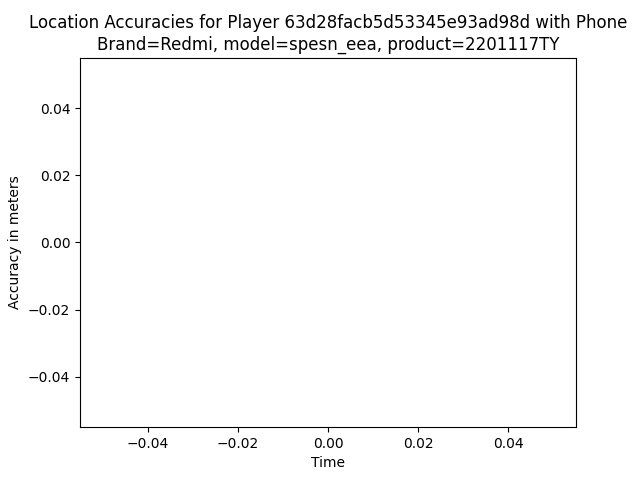 Location Accuracies for Player 63d28facb5d53345e93ad98d with Phone
Brand=Redmi, model=spesn_eea, product=2201117TY
0.04
0.02
0.00
−0.02
−0.04
Accuracy in meters
−0.04 −0.02 0.00 0.02 0.04
Time